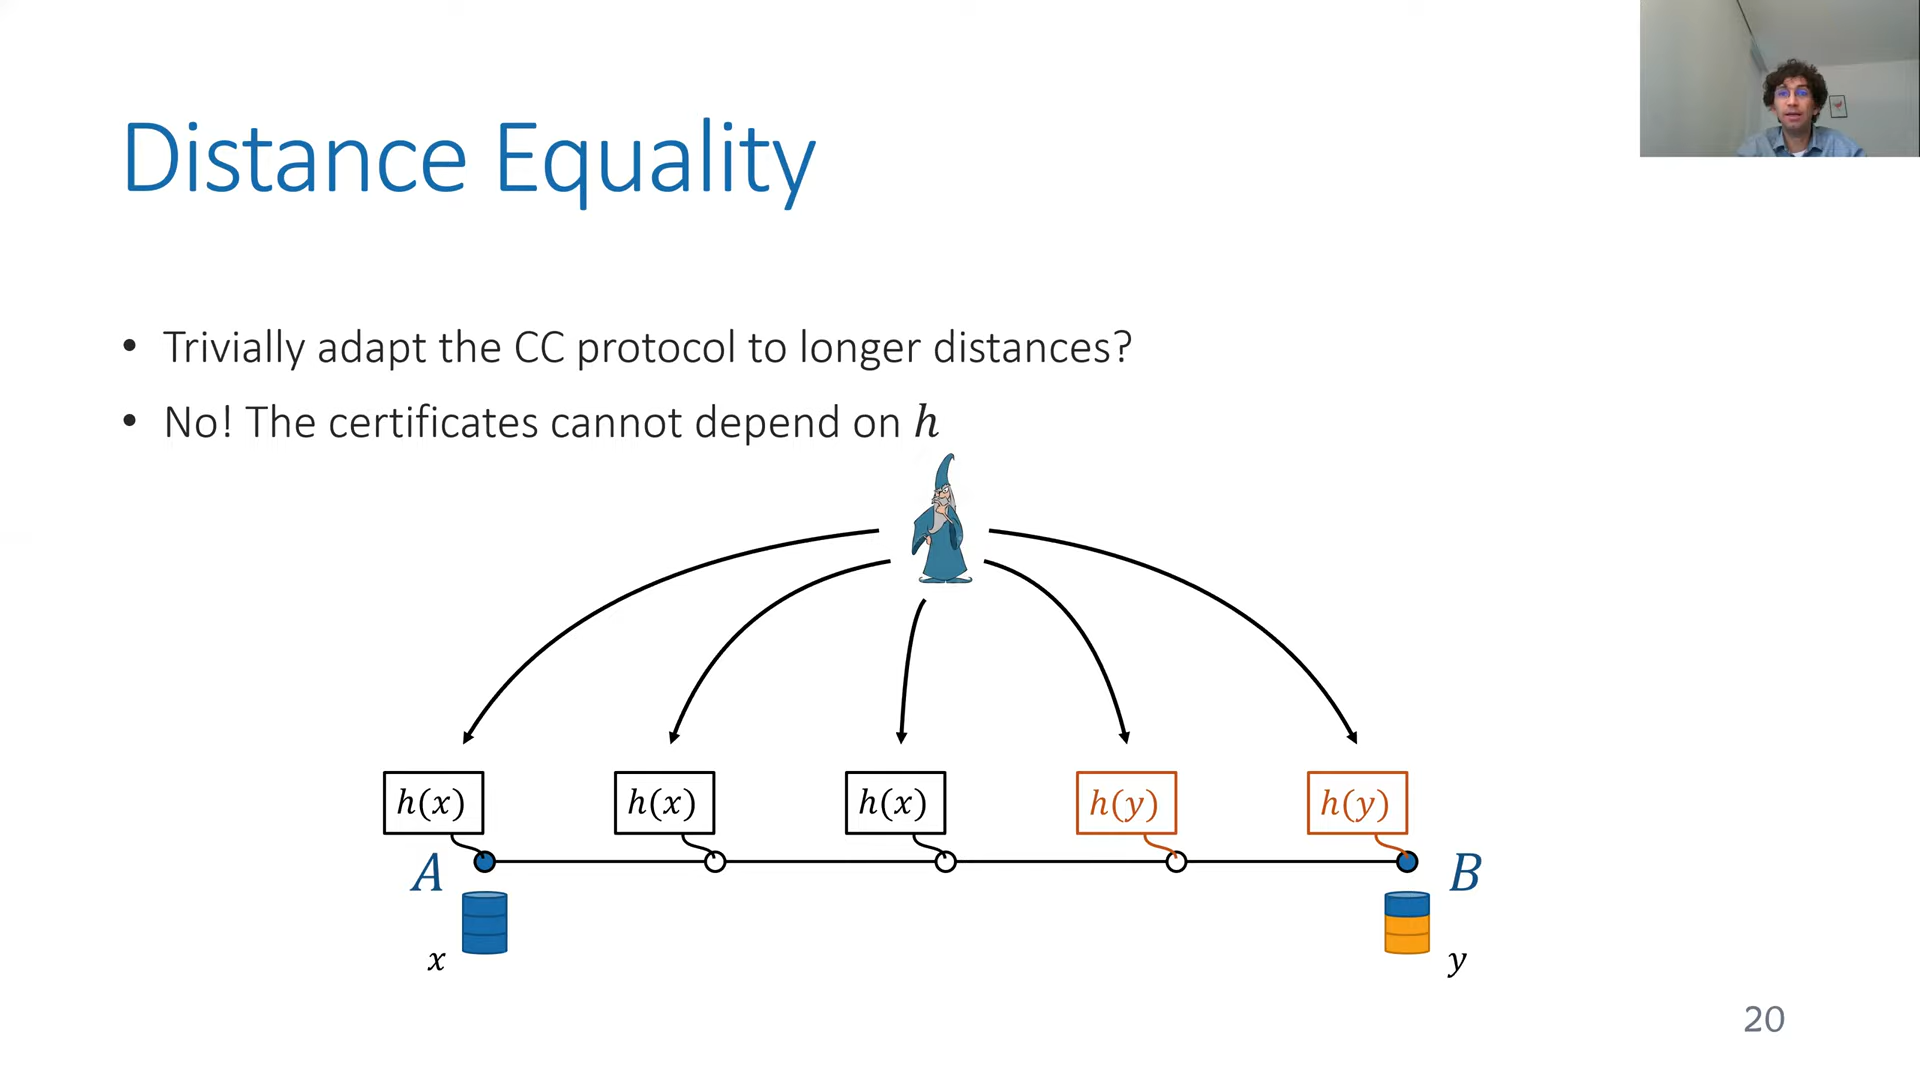 Distance Equality
• Trivially adapt the CC protocol to longer distances?
• No! The certificates cannot depend on h
h(x) h(x) h(x) h(y) h(y)
A B
x y
20